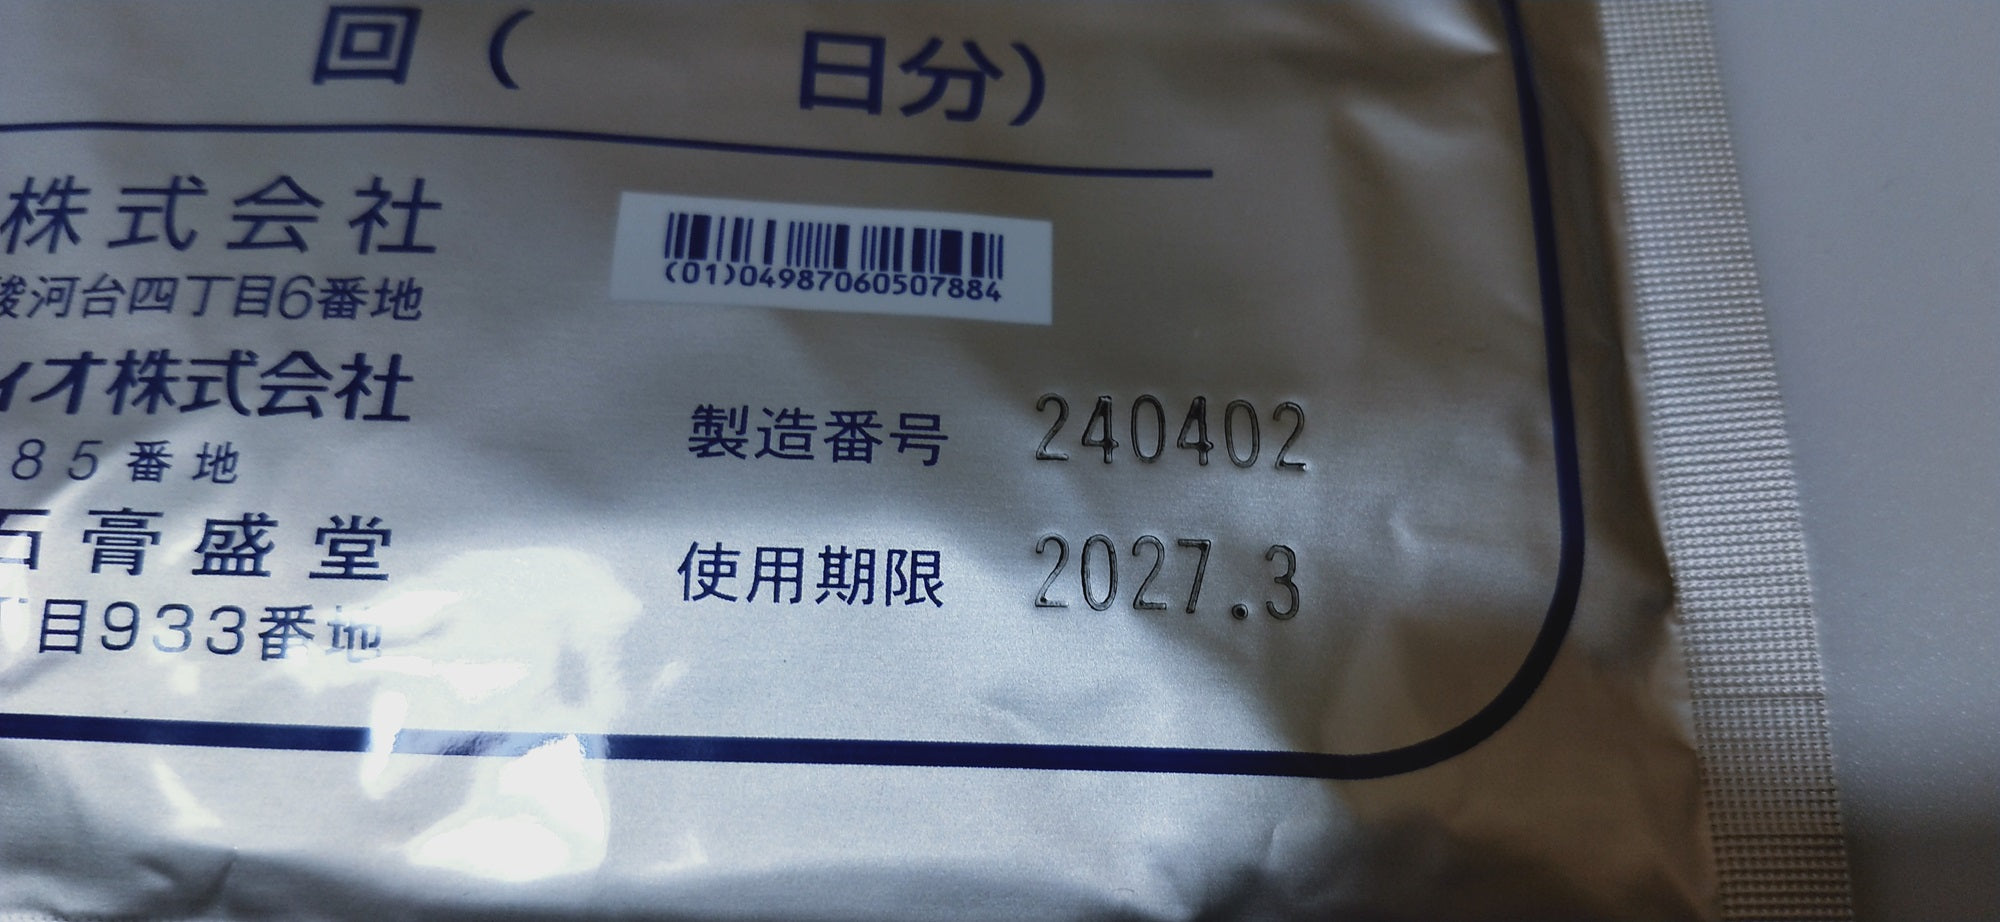 回( 日分)
株式会社
駿河台四丁目6番地
(01)04987060507884
ィオ株式会社
製造番号 240402
85番地
石膏盛堂
使用期限 2027.3
丁目933番地